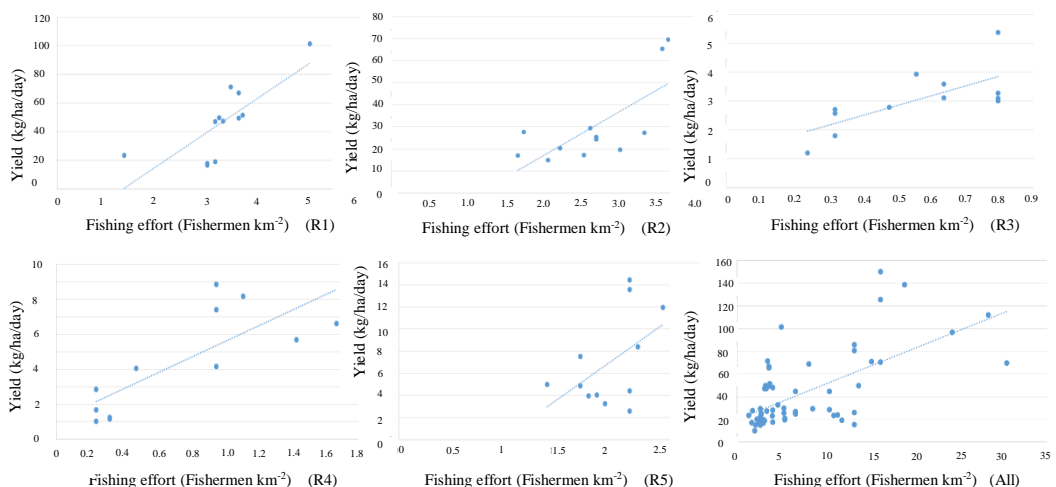 120
100
80
60
40
20
0
Yield (kg/ha/day)
0 1 2 3 4 5 6
Fishing effort (Fishermen km-2) (R1)
80
70
60
50
40
30
20
10
0
Yield (kg/ha/day)
0.5 1.0 1.5 2.0 2.5 3.0 3.5 4.0
Fishing effort (Fishermen km-2) (R2)
6
5
4
3
2
1
0
Yield (kg/ha/day)
0 0.1 0.2 0.3 0.4 0.5 0.6 0.7 0.8 0.9
Fishing effort (Fishermen km-2) (R3)
10
8
6
4
2
0
Yield (kg/ha/day)
0 0.2 0.4 0.6 0.8 1.0 1.2 1.4 1.6 1.8
Fishing effort (Fishermen km-2) (R4)
16
14
12
10
8
6
4
2
0
Yield (kg/ha/day)
0 0.5 1 1.5 2 2.5
Fishing effort (Fishermen km-2) (R5)
160
140
120
100
80
60
40
20
0
Yield (kg/ha/day)
0 5 10 15 20 25 30 35
Fishing effort (Fishermen km-2) (All)